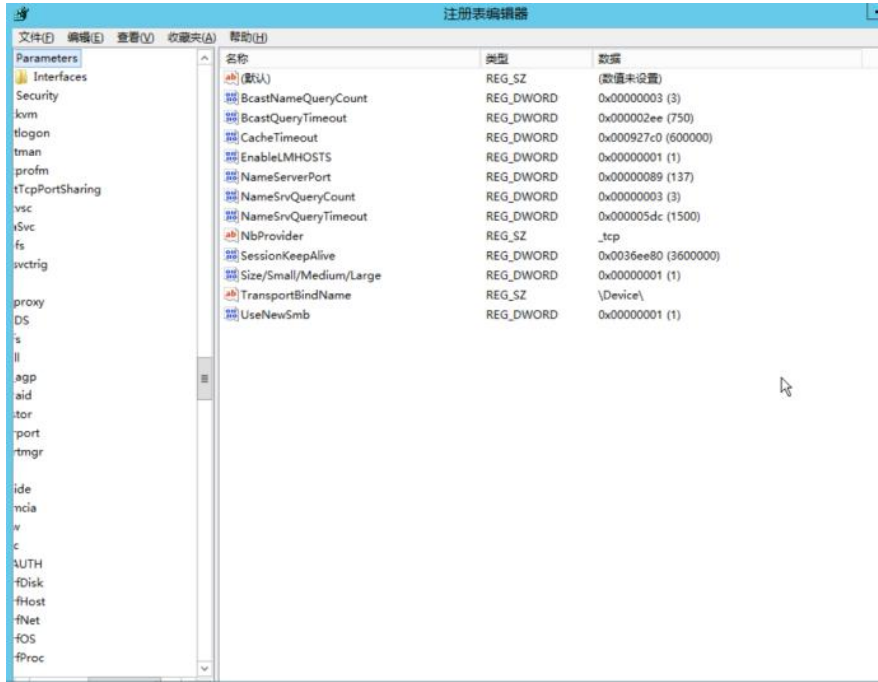 注册表编辑器
文件(F) 编辑(E) 查看(V) 收藏夹(A) 帮助(H)
Parameters
Interfaces
Security
kvm
tlogon
tman
profm
tTcpPortSharing
vsc
Svc
fs
svctrig
proxy
DS
s
ll
agp
aid
stor
port
rtmgr
ide
mcia
w
c
AUTH
fDisk
fHost
fNet
fOS
fProc
名称 类型 数据
(默认) REG_SZ (数值未设置)
BcastNameQueryCount REG_DWORD 0x00000003 (3)
BcastQueryTimeout REG_DWORD 0x000002ee (750)
CacheTimeout REG_DWORD 0x000927c0 (600000)
EnableLMHOSTS REG_DWORD 0x00000001 (1)
NameServerPort REG_DWORD 0x00000089 (137)
NameSrvQueryCount REG_DWORD 0x00000003 (3)
NameSrvQueryTimeout REG_DWORD 0x000005dc (1500)
NbProvider REG_SZ _tcp
SessionKeepAlive REG_DWORD 0x0036ee80 (3600000)
Size/Small/Medium/Large REG_DWORD 0x00000001 (1)
TransportBindName REG_SZ \Device\
UseNewSmb REG_DWORD 0x00000001 (1)